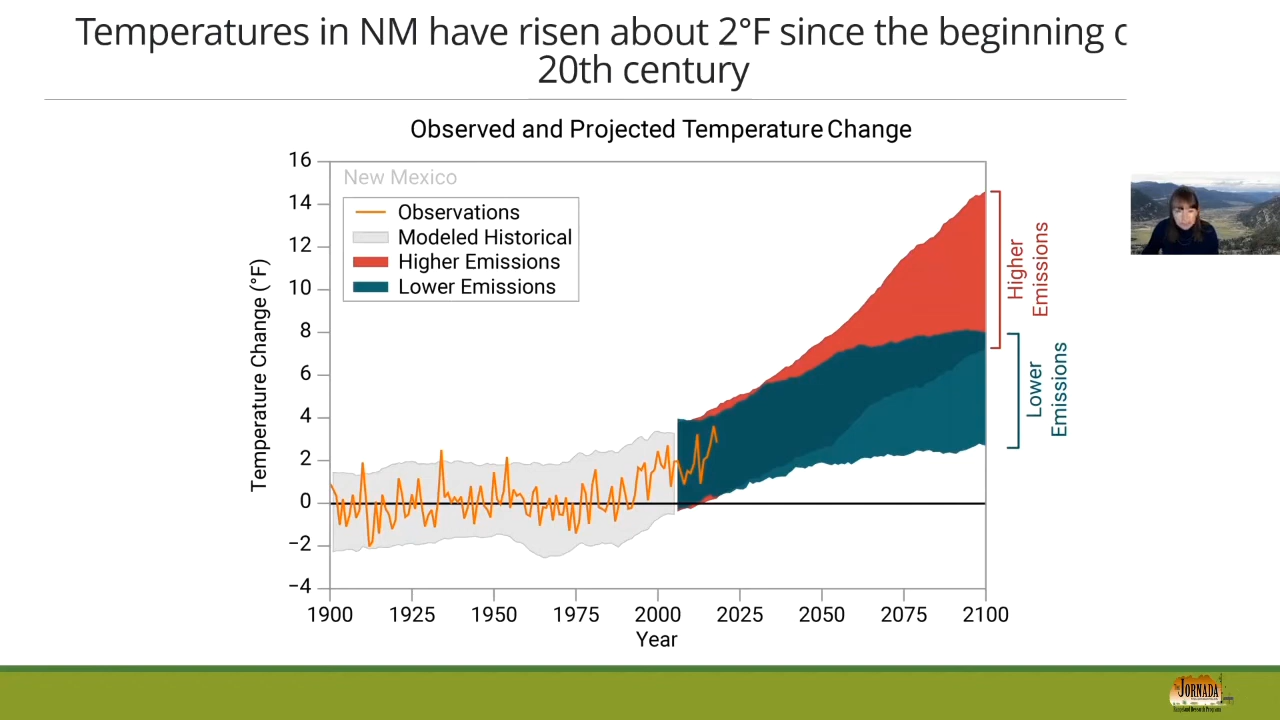 Temperatures in NM have risen about 2°F since the beginning
20th century
Observed and Projected Temperature Change
New Mexico
Observations
Modeled Historical
Higher Emissions
Lower Emissions
Temperature Change (°F)
16
14
12
10
8
6
4
2
0
−2
−4
1900 1925 1950 1975 2000 2025 2050 2075 2100
Year
Higher
Emissions
Lower
Emissions
JORNADA